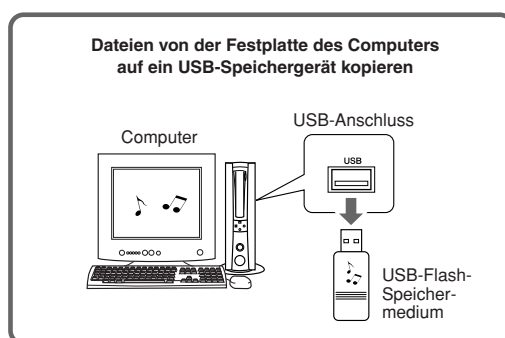 Dateien von der Festplatte des Computers
auf ein USB-Speichergerät kopieren
USB-Anschluss
Computer
USB
USB-Flash-
Speicher-
medium